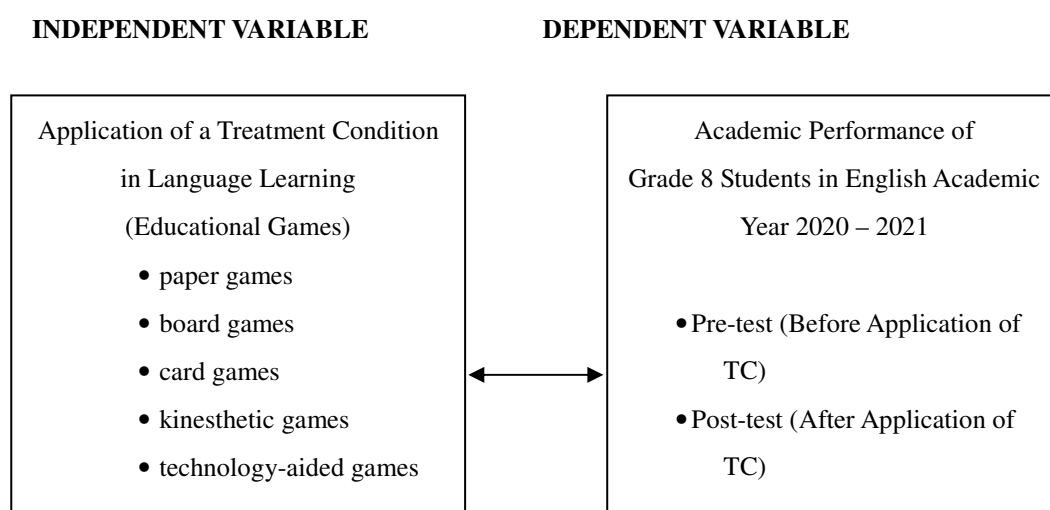 INDEPENDENT VARIABLE
DEPENDENT VARIABLE
Application of a Treatment Condition
in Language Learning
(Educational Games)
• paper games
• board games
• card games
• kinesthetic games
• technology-aided games
Academic Performance of
Grade 8 Students in English Academic
Year 2020 – 2021
• Pre-test (Before Application of
TC)
• Post-test (After Application of
TC)